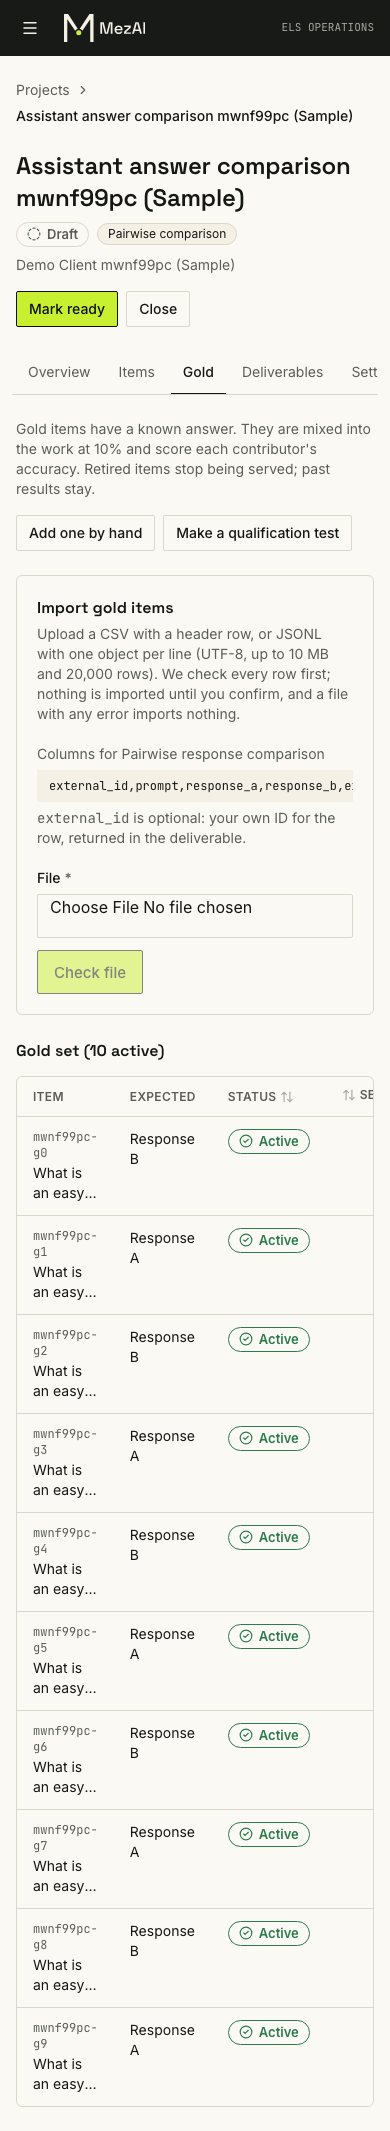 MezAI
ELS OPERATIONS
Projects
Assistant answer comparison mwnf99pc (Sample)
Assistant answer comparison
mwnf99pc (Sample)
Draft
Pairwise comparison
Demo Client mwnf99pc (Sample)
Mark ready
Close
Overview
Items
Gold
Deliverables
Sett
Gold items have a known answer. They are mixed into
the work at 10% and score each contributor's
accuracy. Retired items stop being served; past
results stay.
Add one by hand
Make a qualification test
Import gold items
Upload a CSV with a header row, or JSONL
with one object per line (UTF-8, up to 10 MB
and 20,000 rows). We check every row first;
nothing is imported until you confirm, and a file
with any error imports nothing.
Columns for Pairwise response comparison
external_id,prompt,response_a,response_b,e
external_id is optional: your own ID for the
row, returned in the deliverable.
File *
Choose File No file chosen
Check file
Gold set (10 active)
ITEM
EXPECTED
STATUS
SE
mwnf99pc-
g0
What is
an easy...
Response
B
Active
mwnf99pc-
g1
What is
an easy...
Response
A
Active
mwnf99pc-
g2
What is
an easy...
Response
B
Active
mwnf99pc-
g3
What is
an easy...
Response
A
Active
mwnf99pc-
g4
What is
an easy...
Response
B
Active
mwnf99pc-
g5
What is
an easy...
Response
A
Active
mwnf99pc-
g6
What is
an easy...
Response
B
Active
mwnf99pc-
g7
What is
an easy...
Response
A
Active
mwnf99pc-
g8
What is
an easy...
Response
B
Active
mwnf99pc-
g9
What is
an easy...
Response
A
Active